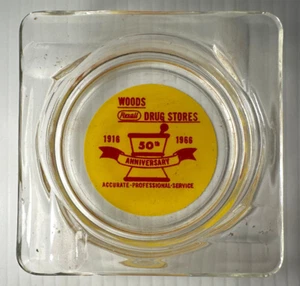 WOODS
Rexall DRUG STORES
1916 50th 1966
ANNIVERSARY
ACCURATE-PROFESSIONAL-SERVICE